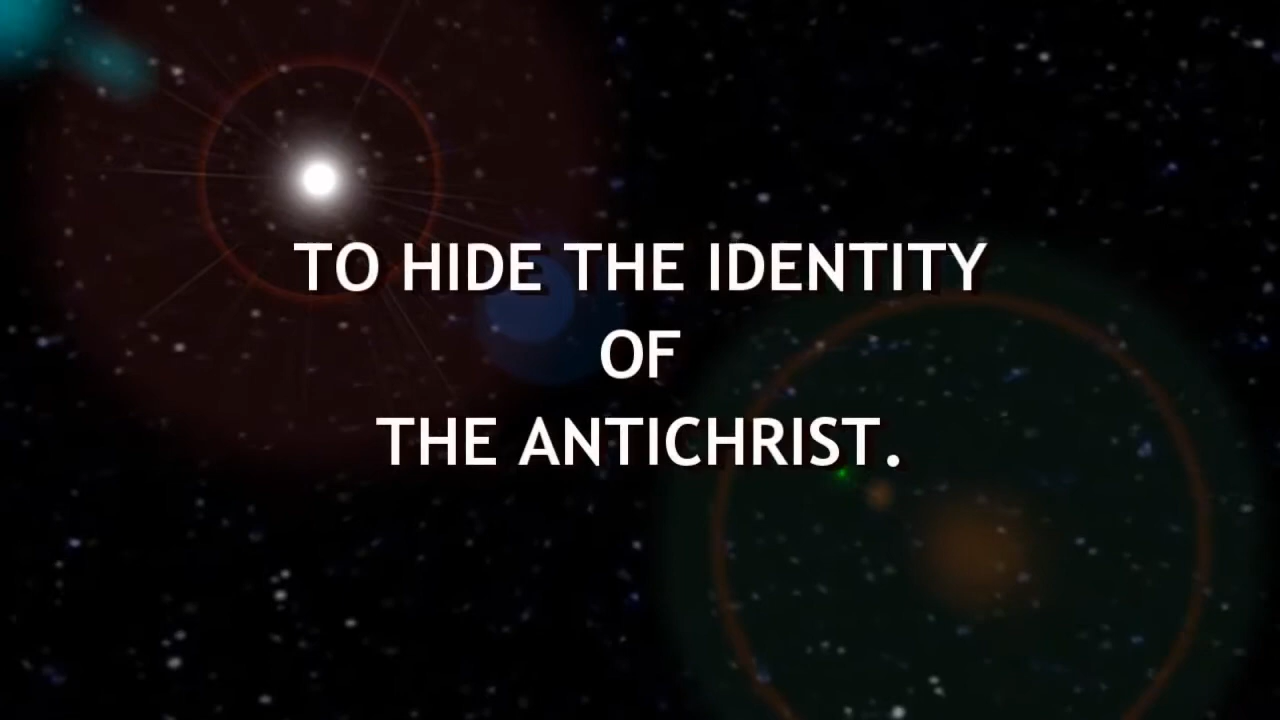 TO HIDE THE IDENTITY
OF
THE ANTICHRIST.